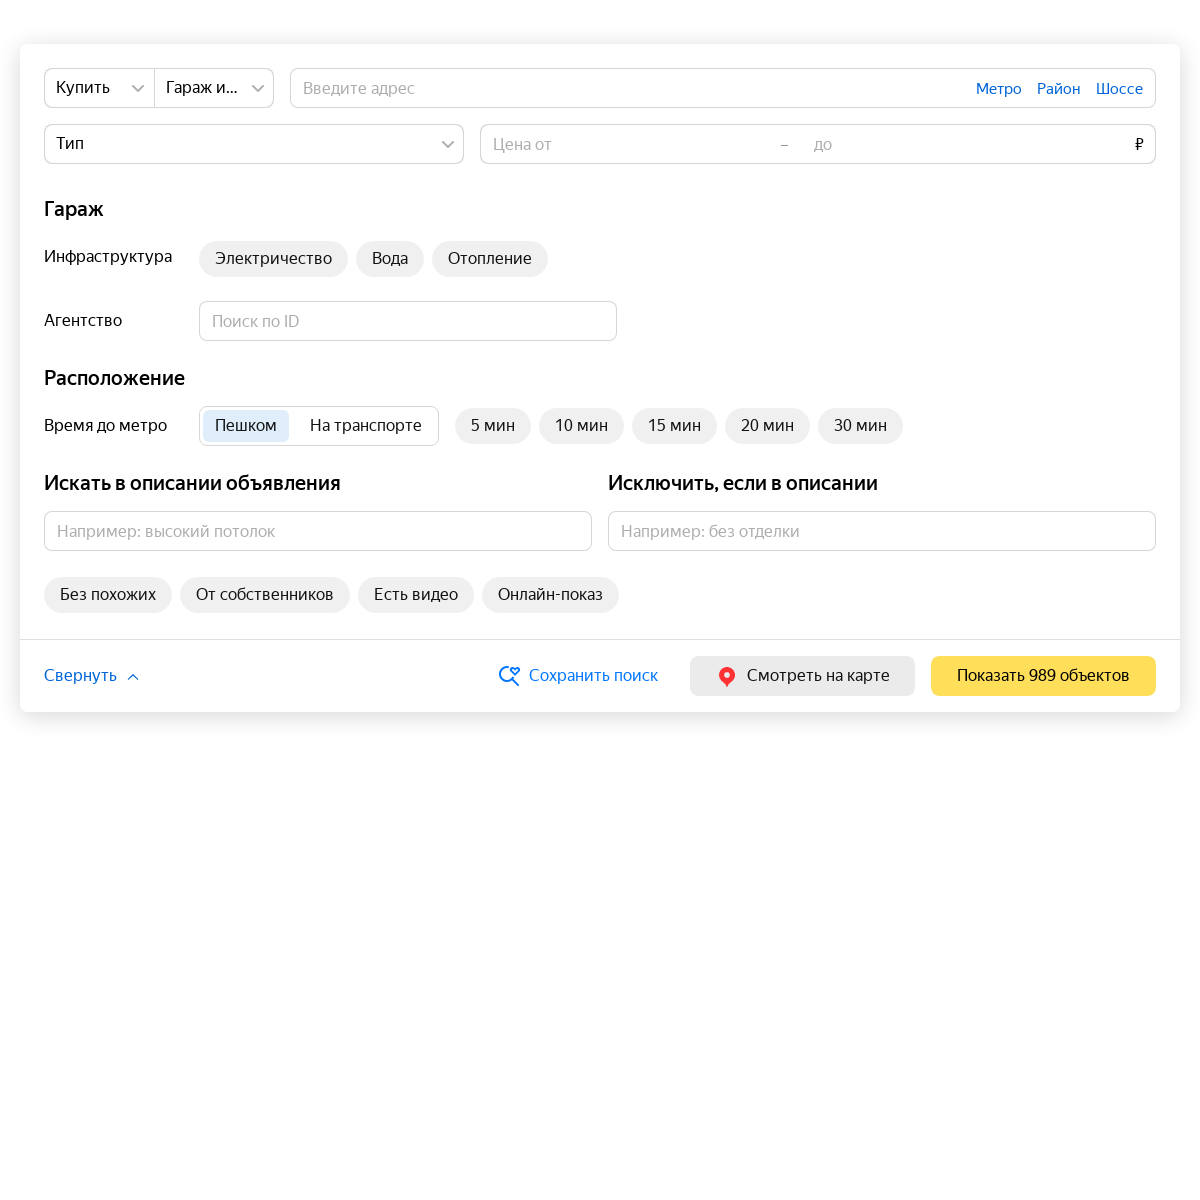 Купить Гараж и... Введите адрес Метро Район Шоссе
Тип Цена от – до ₽
Гараж
Инфраструктура Электричество Вода Отопление
Агентство Поиск по ID
Расположение
Время до метро Пешком На транспорте 5 мин 10 мин 15 мин 20 мин 30 мин
Искать в описании объявления Исключить, если в описании
Например: высокий потолок Например: без отделки
Без похожих От собственников Есть видео Онлайн-показ
Свернуть Сохранить поиск Смотреть на карте Показать 989 объектов